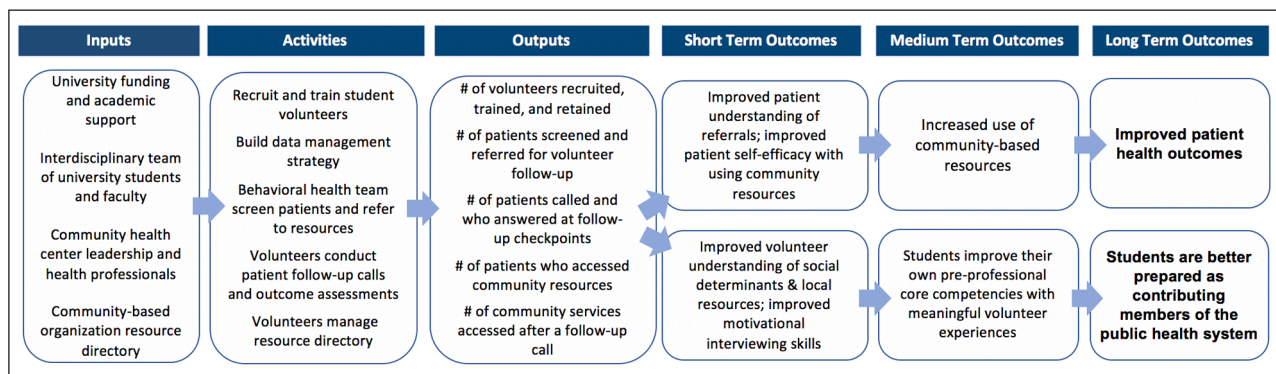 Inputs
Activities
Outputs
Short Term Outcomes
Medium Term Outcomes
Long Term Outcomes
University funding
and academic
support
Interdisciplinary team
of university students
and faculty
Community health
center leadership and
health professionals
Community-based
organization resource
directory
Recruit and train student
volunteers
Build data management
strategy
Behavioral health team
screen patients and refer
to resources
Volunteers conduct
patient follow-up calls
and outcome assessments
Volunteers manage
resource directory
# of volunteers recruited,
trained, and retained
# of patients screened and
referred for volunteer
follow-up
# of patients called and
who answered at follow-
up checkpoints
# of patients who accessed
community resources
# of community services
accessed after a follow-up
call
Improved patient
understanding of
referrals; improved
patient self-efficacy with
using community
resources
Increased use of
community-based
resources
Improved patient
health outcomes
Improved volunteer
understanding of social
determinants & local
resources; improved
motivational
interviewing skills
Students improve their
own pre-professional
core competencies with
meaningful volunteer
experiences
Students are better
prepared as
contributing
members of the
public health system